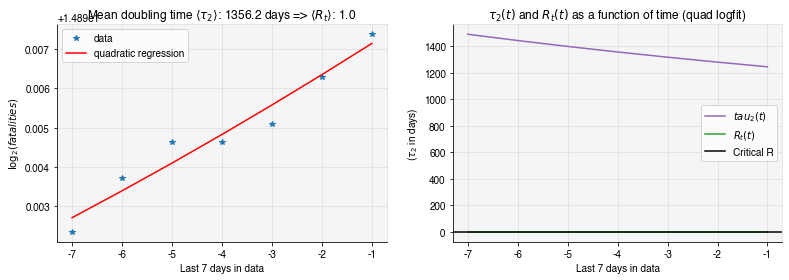 Mean doubling time ⟨τ₂⟩: 1356.2 days => ⟨Rₜ⟩: 1.0
data
quadratic regression
0.007
0.006
0.005
0.004
0.003
log₂(fatalities)
-7 -6 -5 -4 -3 -2 -1
Last 7 days in data
τ₂(t) and Rₜ(t) as a function of time (quad logfit)
1400
1200
1000
800
600
400
200
0
(τ₂ in days)
tau₂(t)
Rₜ(t)
Critical R
-7 -6 -5 -4 -3 -2 -1
Last 7 days in data